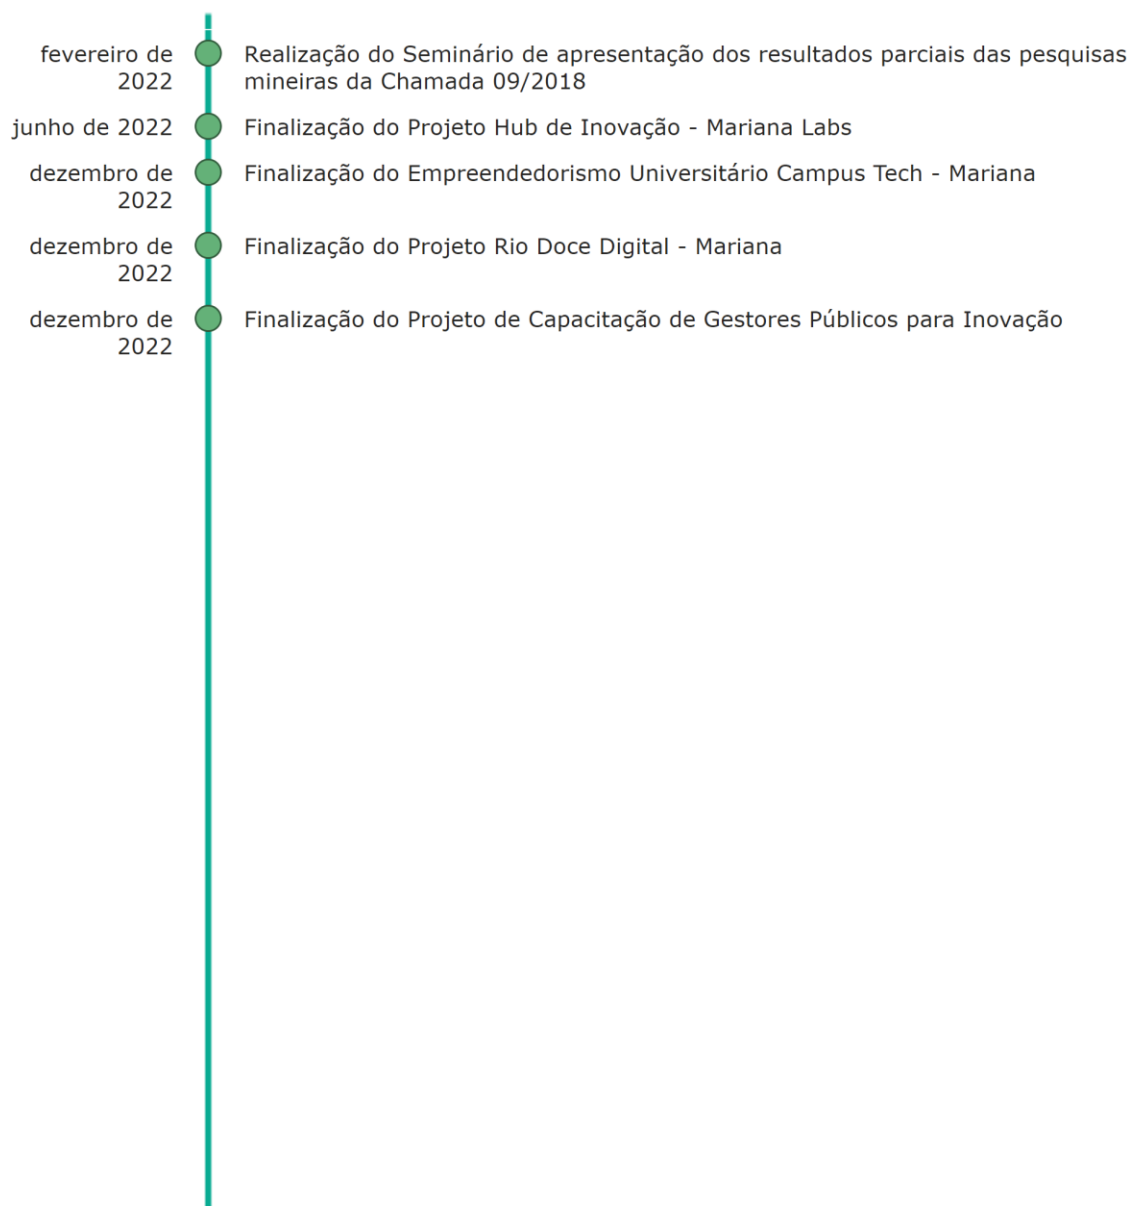 fevereiro de
2022
Realização do Seminário de apresentação dos resultados parciais das pesquisas
mineiras da Chamada 09/2018
junho de 2022
Finalização do Projeto Hub de Inovação - Mariana Labs
dezembro de
2022
Finalização do Empreendedorismo Universitário Campus Tech - Mariana
dezembro de
2022
Finalização do Projeto Rio Doce Digital - Mariana
dezembro de
2022
Finalização do Projeto de Capacitação de Gestores Públicos para Inovação